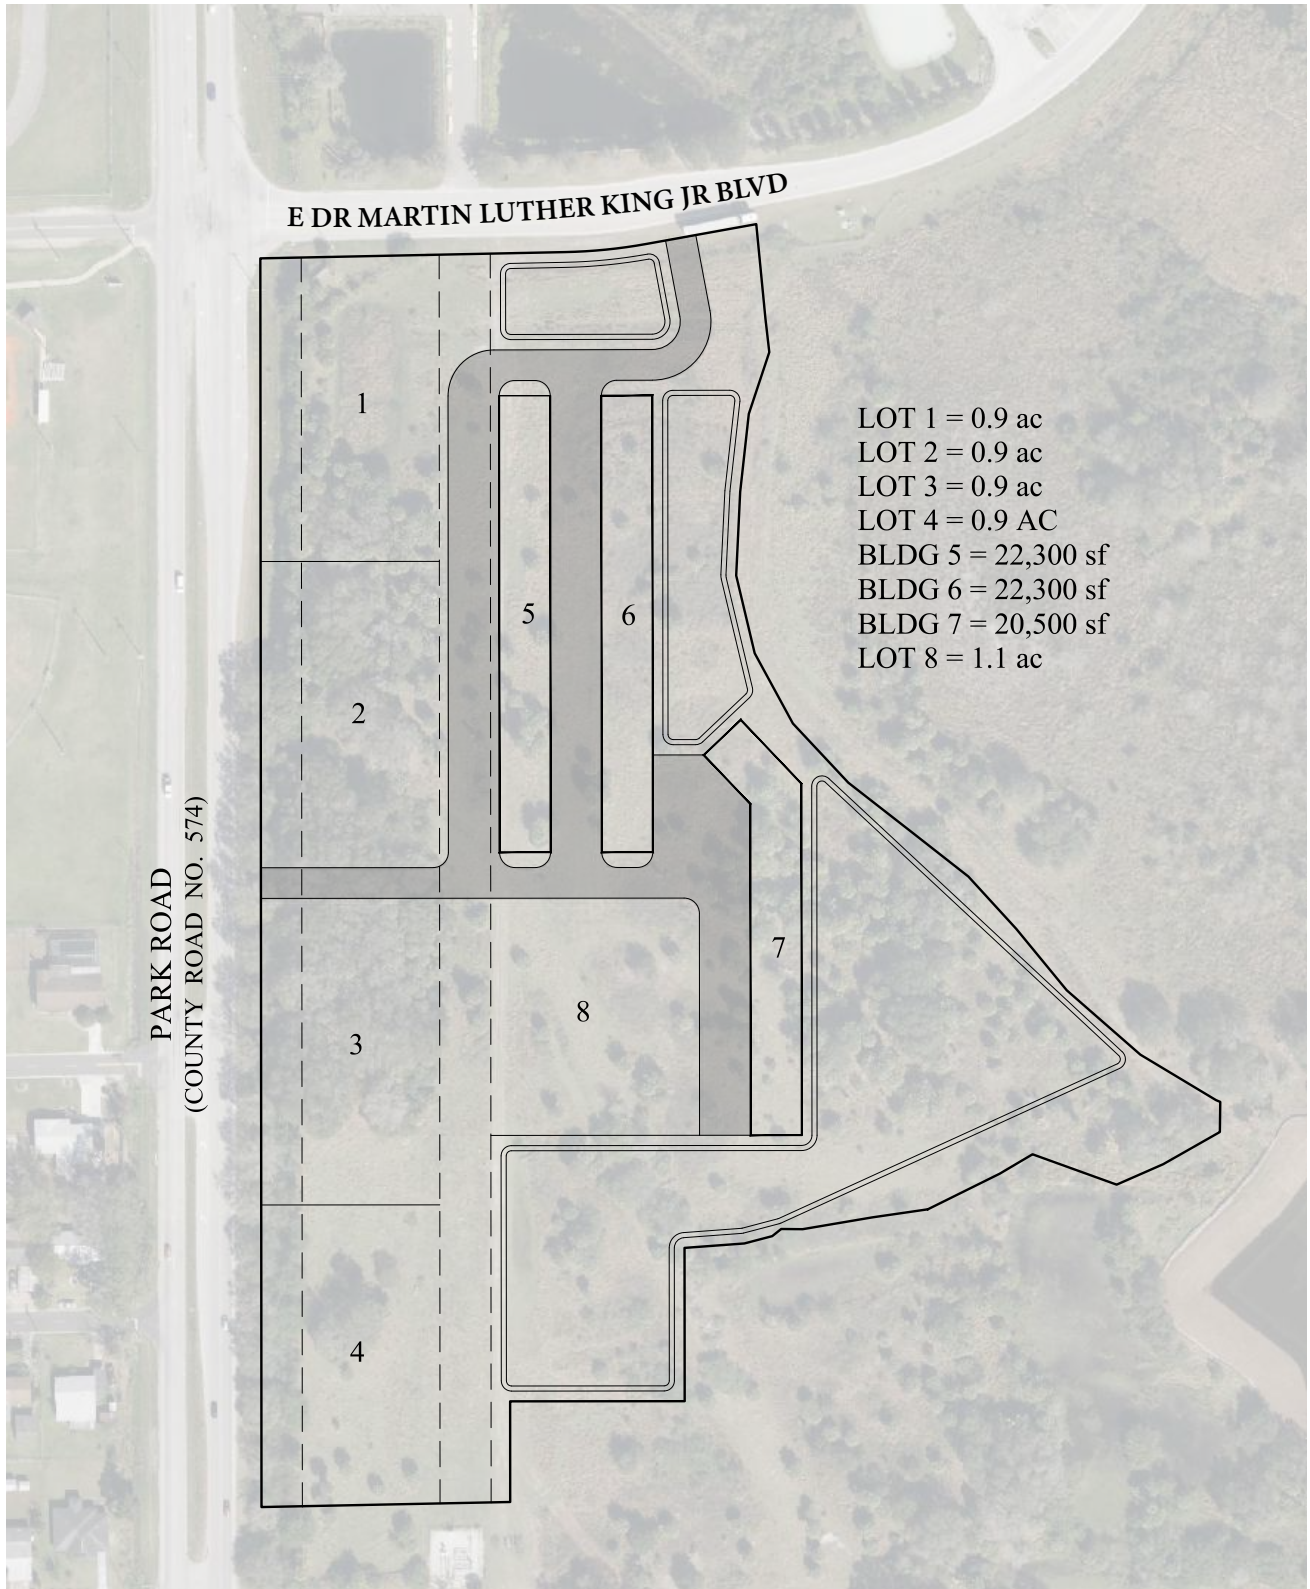 E DR MARTIN LUTHER KING JR BLVD
1
LOT 1 = 0.9 ac
LOT 2 = 0.9 ac
LOT 3 = 0.9 ac
LOT 4 = 0.9 AC
BLDG 5 = 22,300 sf
BLDG 6 = 22,300 sf
BLDG 7 = 20,500 sf
LOT 8 = 1.1 ac
5
6
2
PARK ROAD
(COUNTY ROAD NO. 574)
7
8
3
4